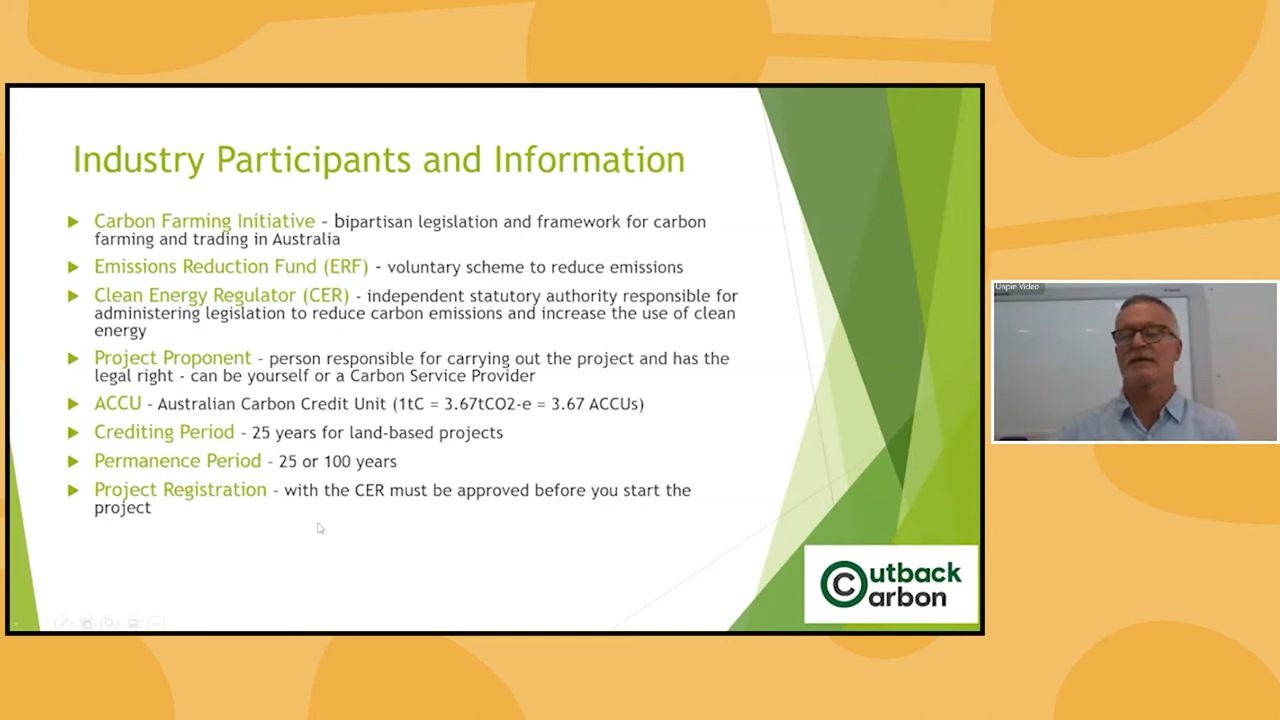 Industry Participants and Information
Carbon Farming Initiative – bipartisan legislation and framework for carbon
farming and trading in Australia
Emissions Reduction Fund (ERF) - voluntary scheme to reduce emissions
Clean Energy Regulator (CER) - independent statutory authority responsible for
administering legislation to reduce carbon emissions and increase the use of clean
energy
Project Proponent – person responsible for carrying out the project and has the
legal right - can be yourself or a Carbon Service Provider
ACCU – Australian Carbon Credit Unit (1tC = 3.67tCO2-e = 3.67 ACCUs)
Crediting Period – 25 years for land-based projects
Permanence Period – 25 or 100 years
Project Registration – with the CER must be approved before you start the
project
Unpin Video
Outback
Carbon